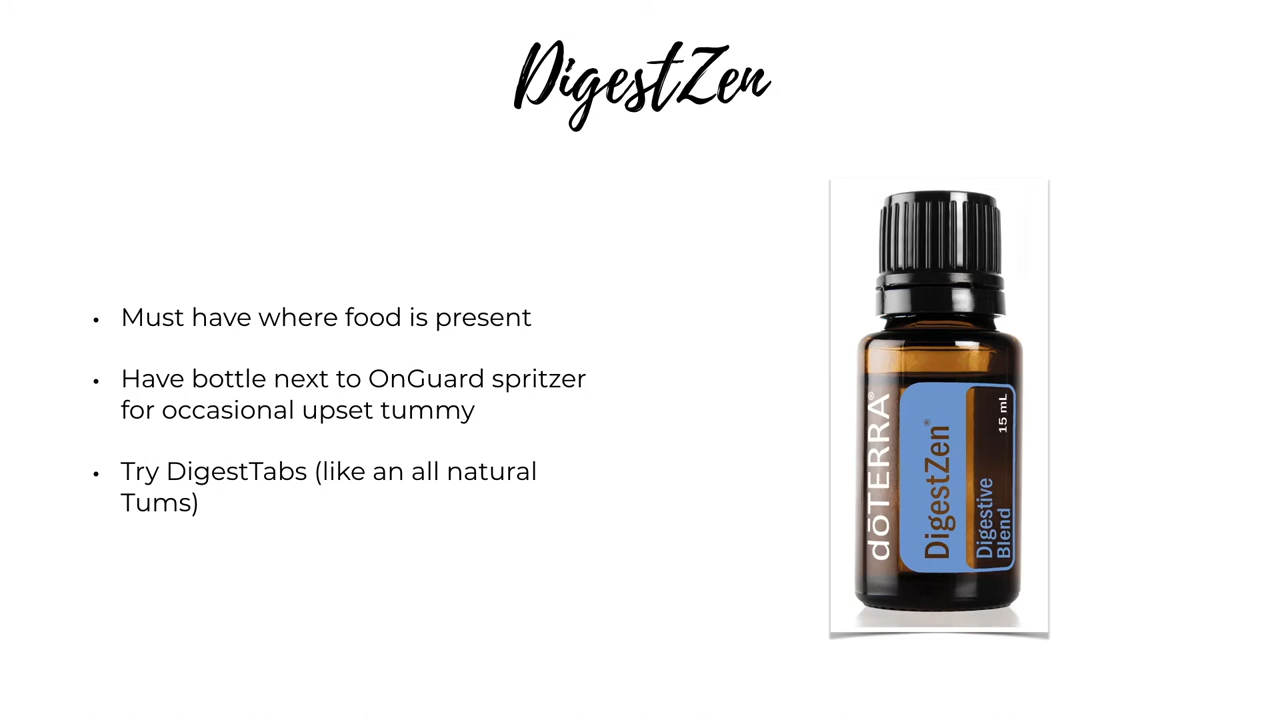 DigestZen
• Must have where food is present
• Have bottle next to OnGuard spritzer
for occasional upset tummy
• Try DigestTabs (like an all natural
Tums)
dōTERRA®
DigestZen®
Digestive
Blend
15 mL